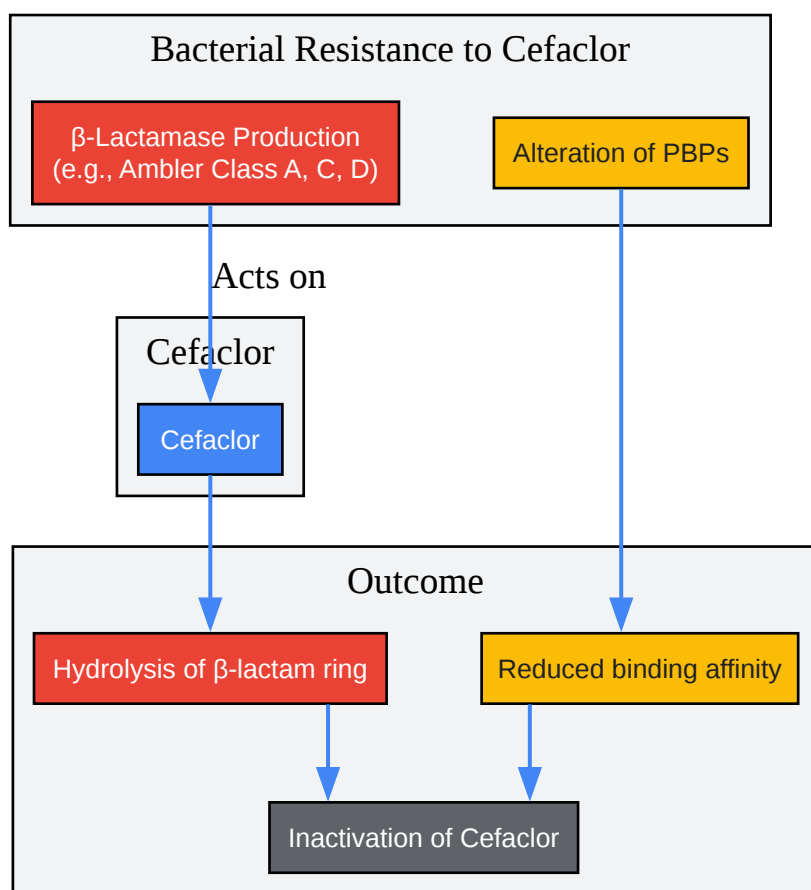 Bacterial Resistance to Cefaclor
β-Lactamase Production
(e.g., Ambler Class A, C, D)
Alteration of PBPs
Acts on
Cefaclor
Cefaclor
Outcome
Hydrolysis of β-lactam ring
Reduced binding affinity
Inactivation of Cefaclor